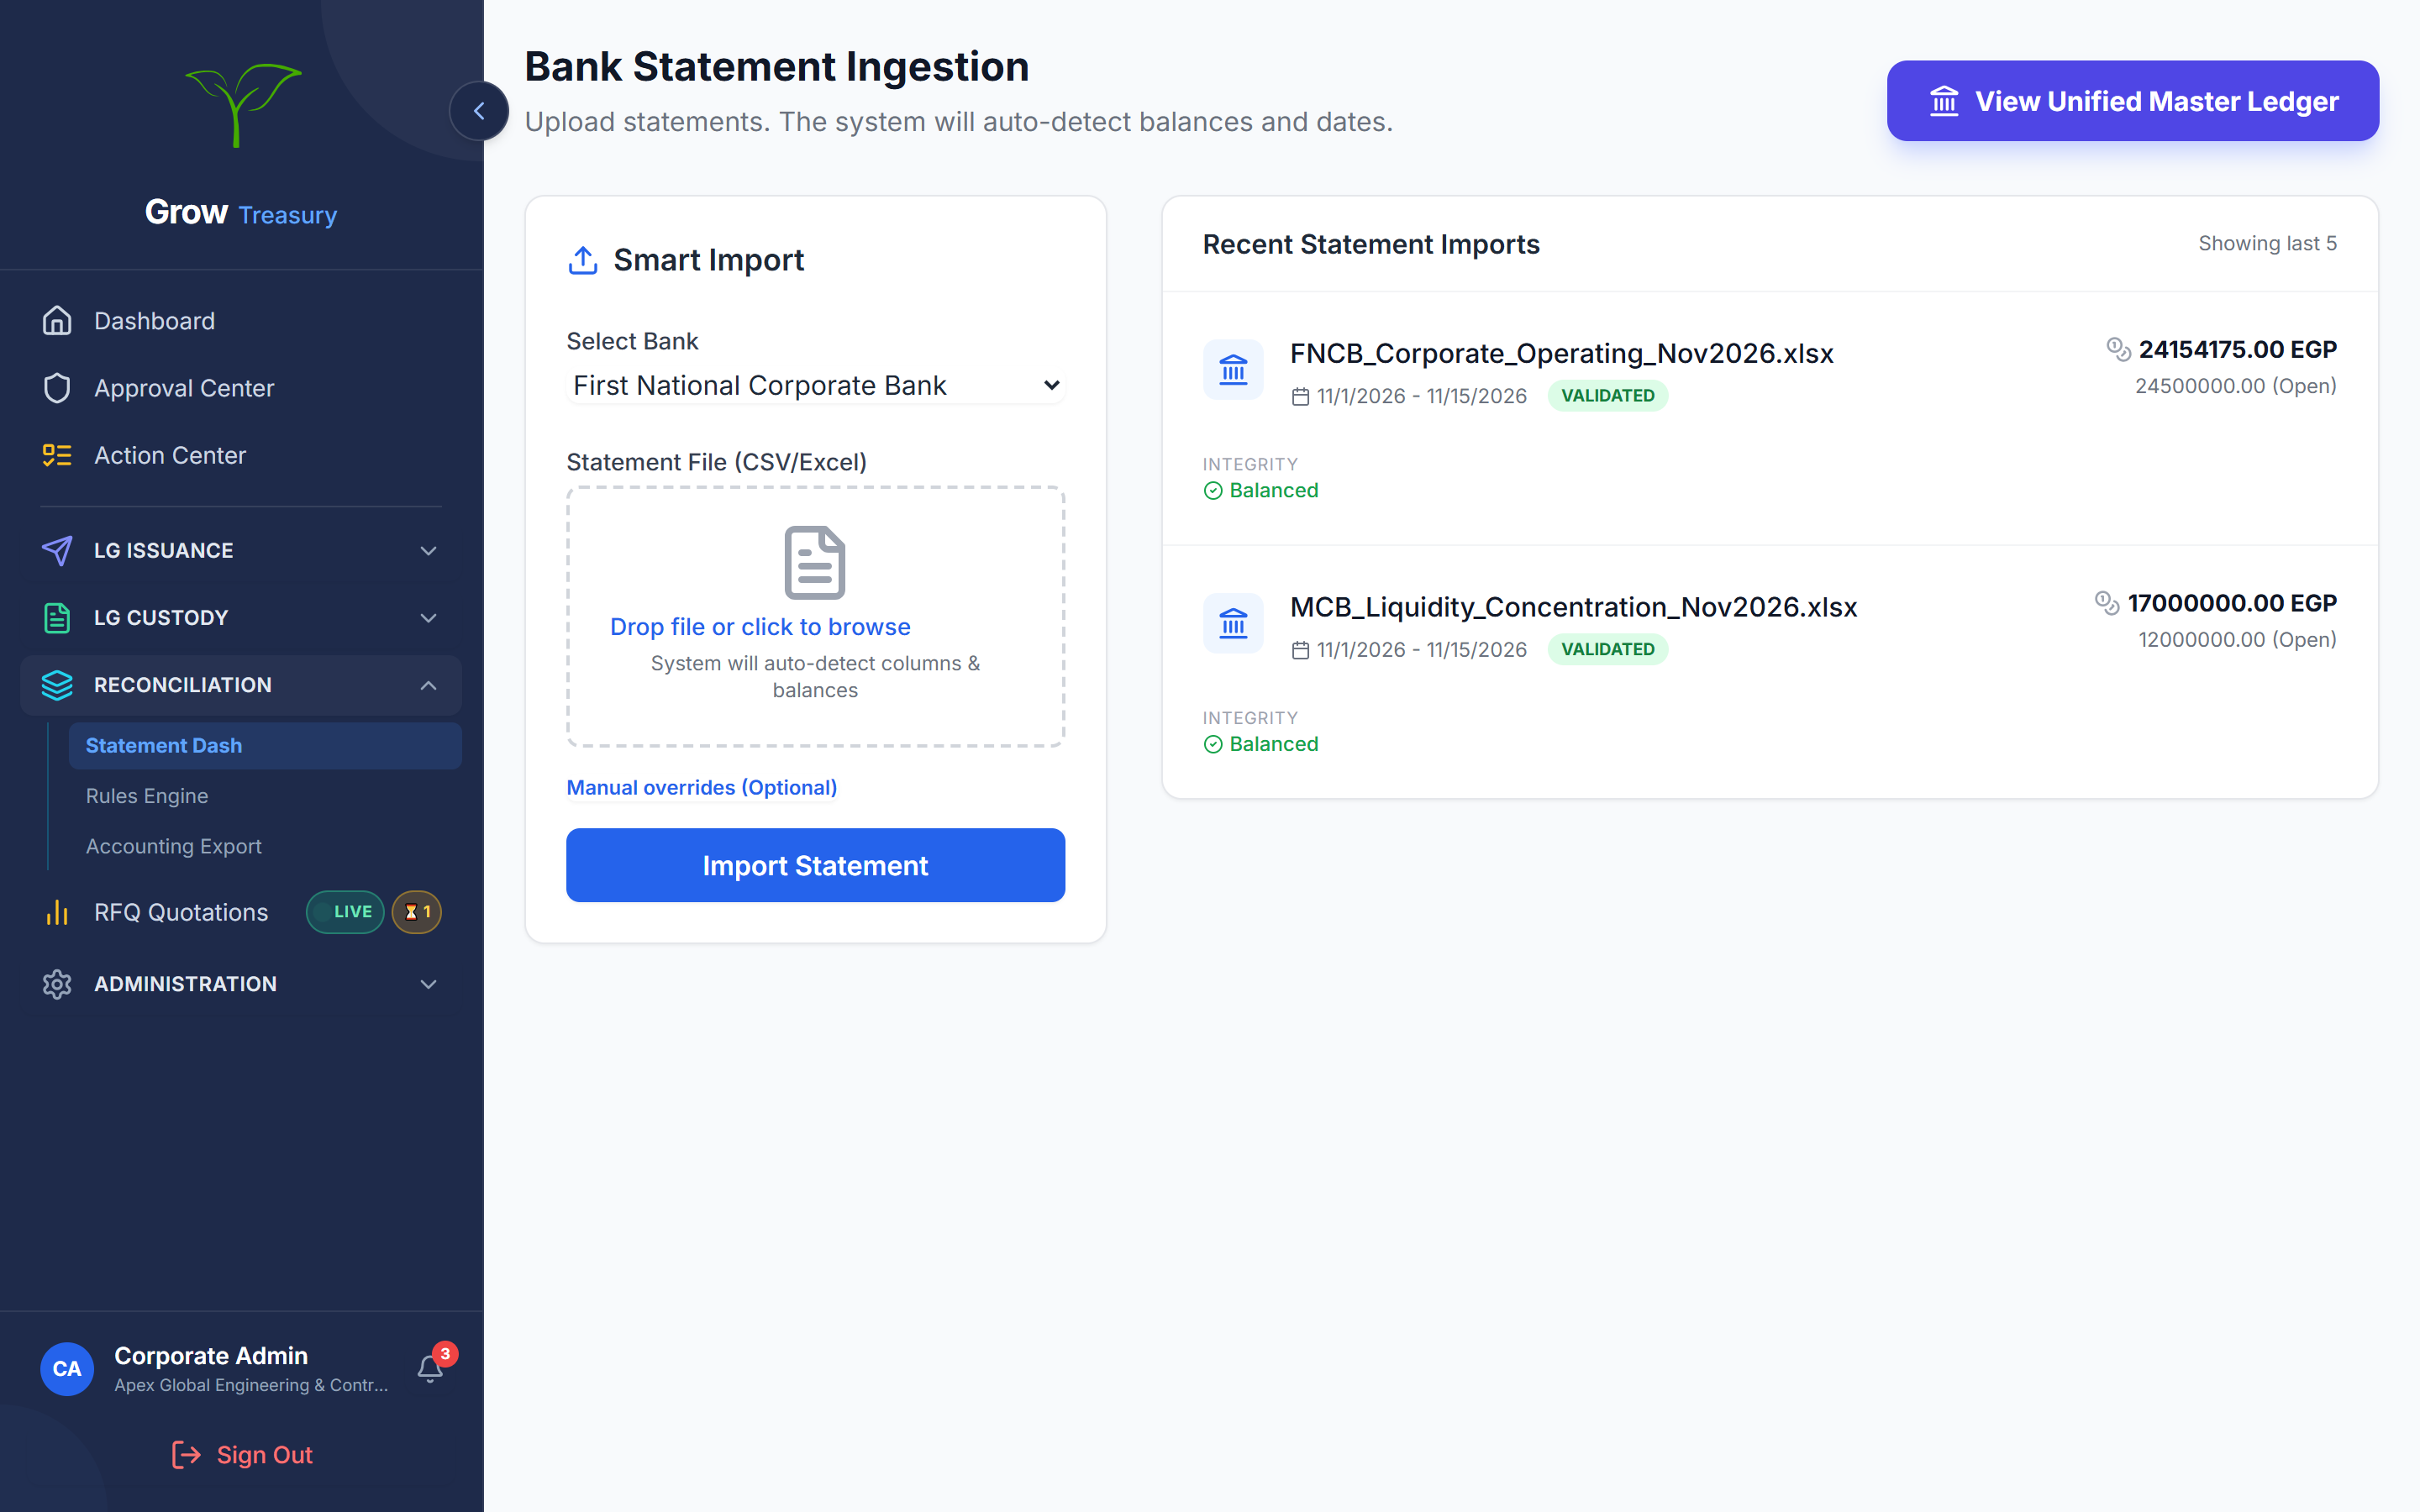 Grow Treasury
Dashboard
Approval Center
Action Center
LG ISSUANCE
LG CUSTODY
RECONCILIATION
Statement Dash
Rules Engine
Accounting Export
RFQ Quotations LIVE ⏳ 1
ADMINISTRATION
CA
Corporate Admin
Apex Global Engineering & Contr...
3
Sign Out
Bank Statement Ingestion
Upload statements. The system will auto-detect balances and dates.
View Unified Master Ledger
Smart Import
Select Bank
First National Corporate Bank
Statement File (CSV/Excel)
Drop file or click to browse
System will auto-detect columns &
balances
Manual overrides (Optional)
Import Statement
Recent Statement Imports
Showing last 5
FNCB_Corporate_Operating_Nov2026.xlsx
24154175.00 EGP
11/1/2026 - 11/15/2026 VALIDATED
24500000.00 (Open)
INTEGRITY
Balanced
MCB_Liquidity_Concentration_Nov2026.xlsx
17000000.00 EGP
11/1/2026 - 11/15/2026 VALIDATED
12000000.00 (Open)
INTEGRITY
Balanced